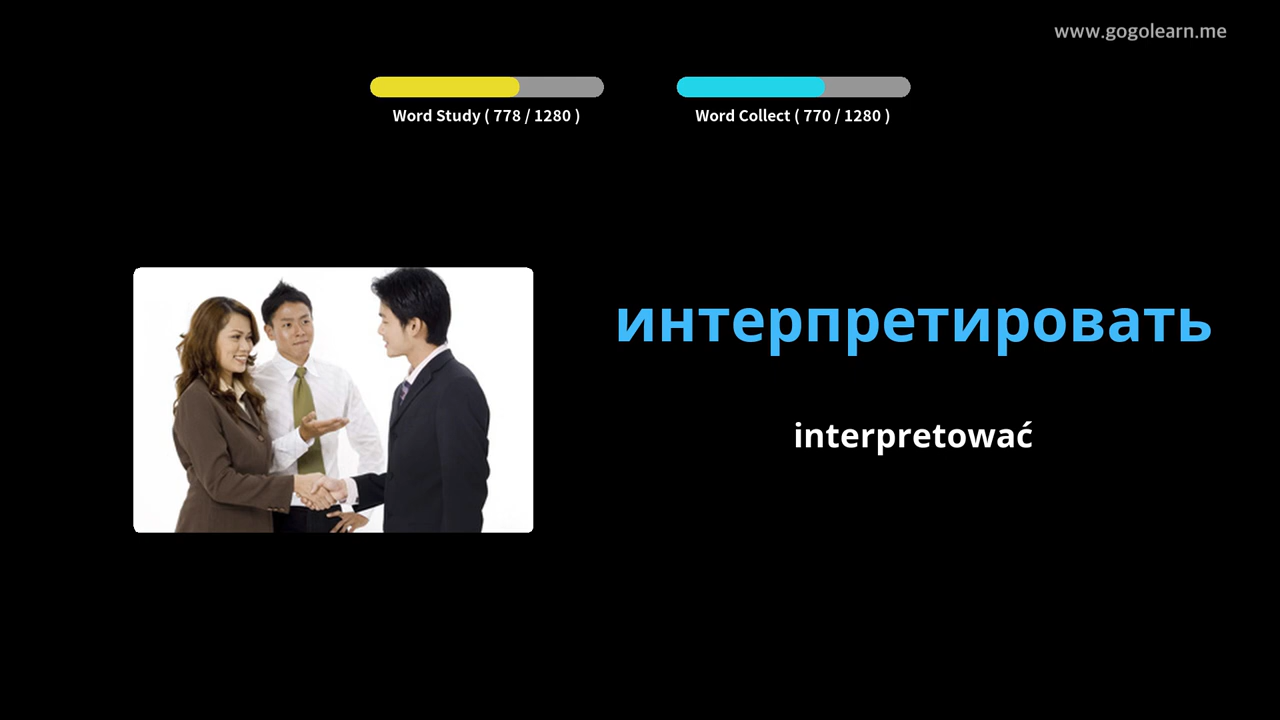 www.gogolearn.me
Word Study ( 778 / 1280 )
Word Collect ( 770 / 1280 )
интерпретировать
interpretować